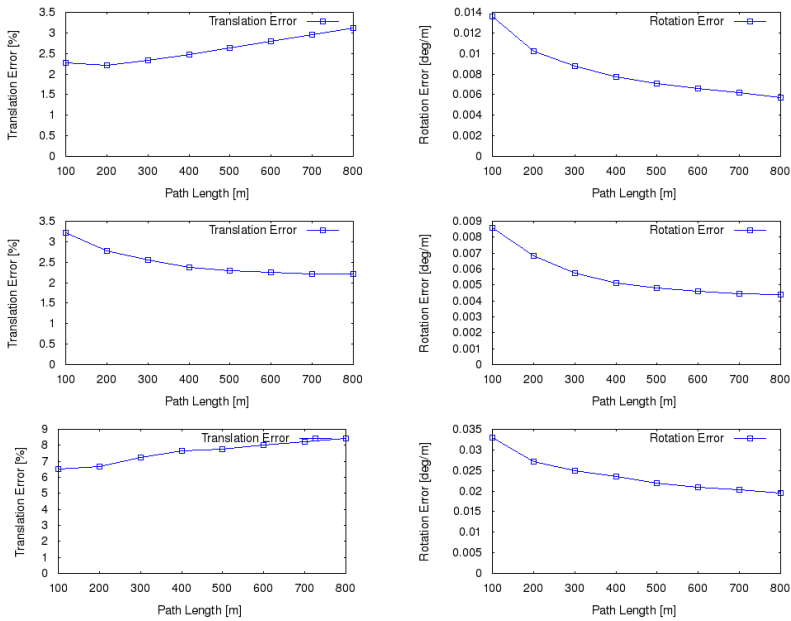 Translation Error
Translation Error [%]
3.5
3
2.5
2
1.5
1
0.5
0
100 200 300 400 500 600 700 800
Path Length [m]
Rotation Error
Rotation Error [deg/m]
0.014
0.012
0.01
0.008
0.006
0.004
0.002
0
100 200 300 400 500 600 700 800
Path Length [m]
Translation Error
Translation Error [%]
3.5
3
2.5
2
1.5
1
0.5
0
100 200 300 400 500 600 700 800
Path Length [m]
Rotation Error
Rotation Error [deg/m]
0.009
0.008
0.007
0.006
0.005
0.004
0.003
0.002
0.001
0
100 200 300 400 500 600 700 800
Path Length [m]
Translation Error
Translation Error [%]
9
8
7
6
5
4
3
2
1
0
100 200 300 400 500 600 700 800
Path Length [m]
Rotation Error
Rotation Error [deg/m]
0.035
0.03
0.025
0.02
0.015
0.01
0.005
0
100 200 300 400 500 600 700 800
Path Length [m]